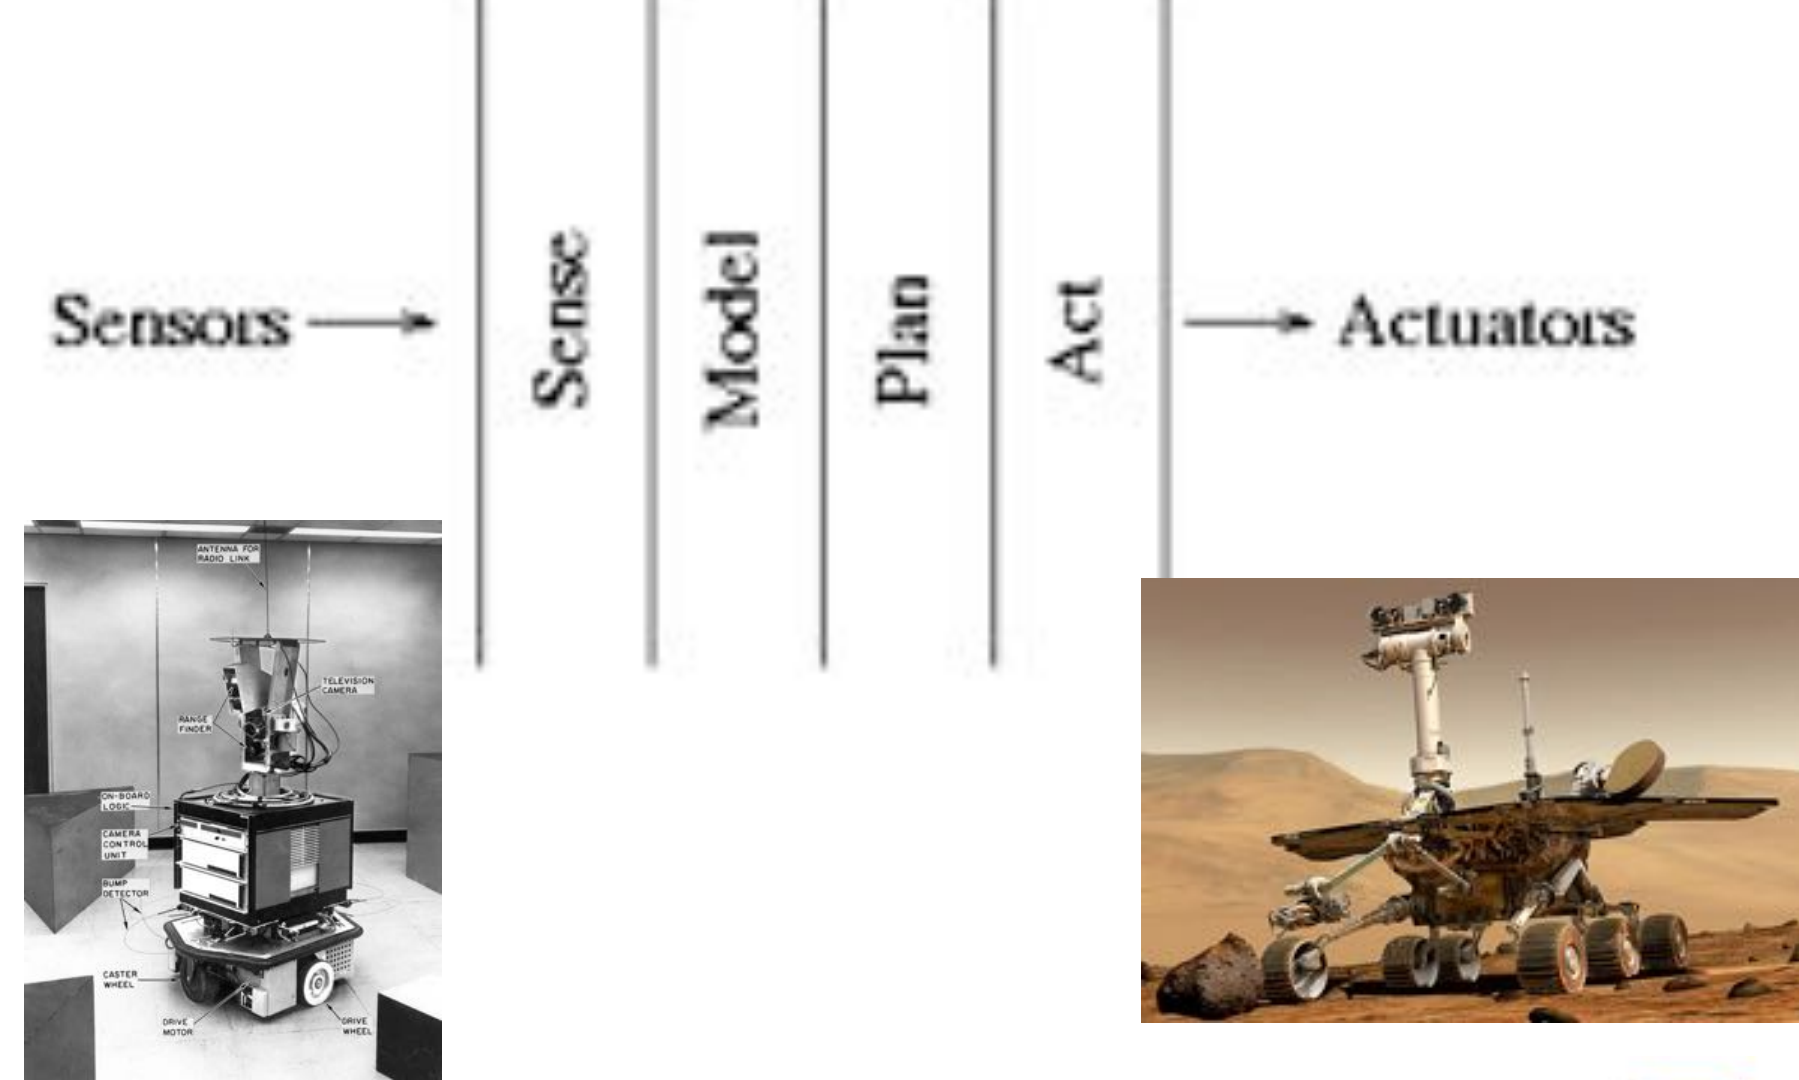 Sensors
Sense
Model
Plan
Act
Actuators
ANTENNA FOR
RADIO LINK
TELEVISION
CAMERA
RANGE
FINDER
ON-BOARD
LOGIC
CAMERA
CONTROL
UNIT
BUMP
DETECTOR
CASTER
WHEEL
DRIVE
MOTOR
DRIVE
WHEEL